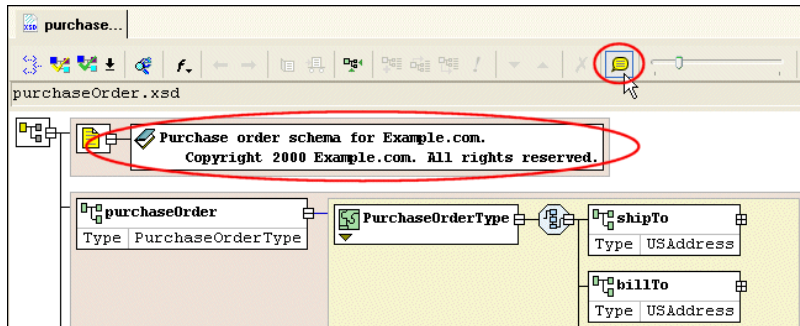 XSD purchase...
f
!
X
purchaseOrder.xsd
Purchase order schema for Example.com.
Copyright 2000 Example.com. All rights reserved.
purchaseOrder
Type PurchaseOrderType
PurchaseOrderType
shipTo
Type USAddress
billTo
Type USAddress